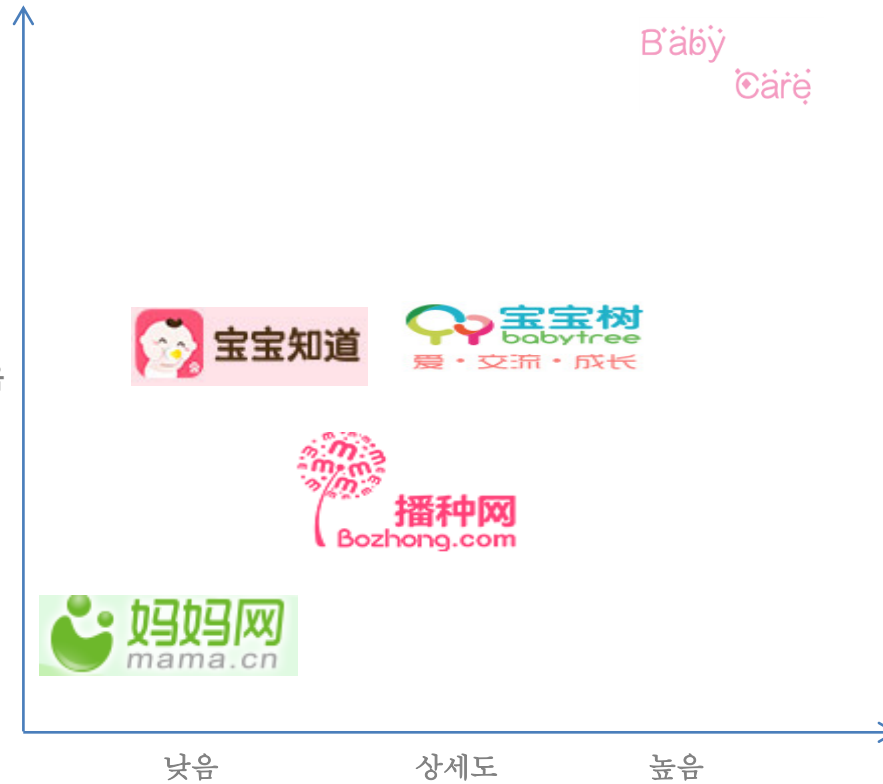 Baby
Care
宝宝知道
宝宝树
babytree
爱·交流·成长
播种网
Bozhong.com
妈妈网
mama.cn
낮음 상세도 높음